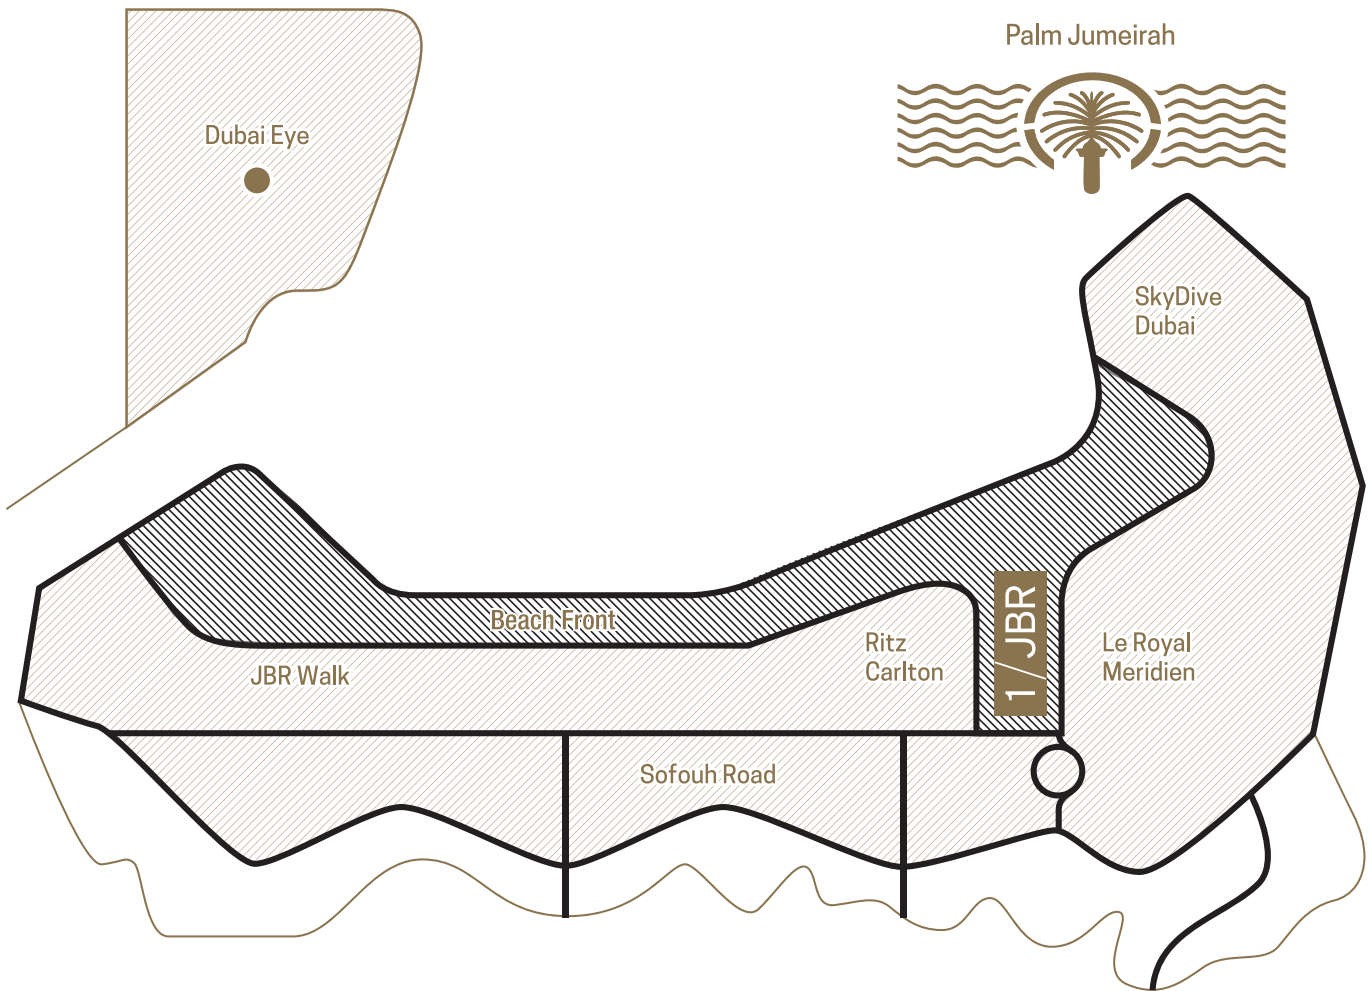 Palm Jumeirah
Dubai Eye
SkyDive
Dubai
Beach Front
JBR Walk
Ritz
Carlton
1 / JBR
Le Royal
Meridien
Sofouh Road